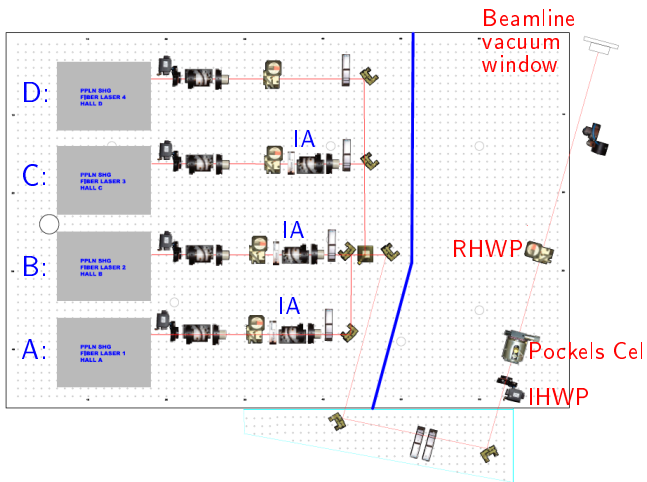 Beamline
vacuum
window
D:
PPLN SHG
FIBER LASER 4
HALL D
IA
C:
PPLN SHG
FIBER LASER 3
HALL C
IA
B:
PPLN SHG
FIBER LASER 2
HALL B
RHWP
IA
A:
PPLN SHG
FIBER LASER 1
HALL A
Pockels Cel
IHWP